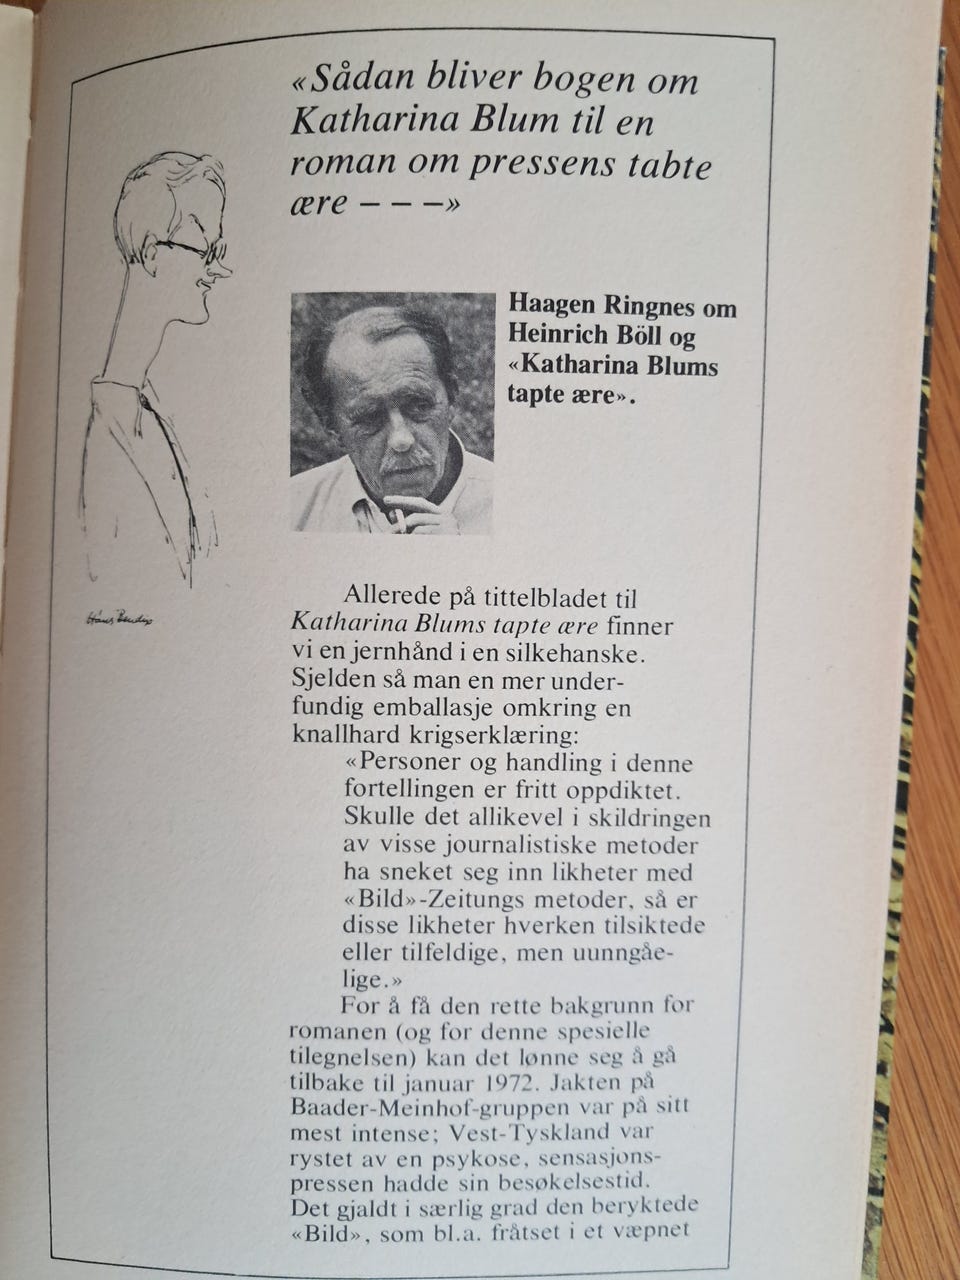 «Sådan bliver bogen om
Katharina Blum til en
roman om pressens tabte
ære – – –»
Haagen Ringnes om
Heinrich Böll og
«Katharina Blums
tapte ære».
Hans Bendix
Allerede på tittelbladet til
Katharina Blums tapte ære finner
vi en jernhånd i en silkehanske.
Sjelden så man en mer under-
fundig emballasje omkring en
knallhard krigserklæring:
«Personer og handling i denne
fortellingen er fritt oppdiktet.
Skulle det allikevel i skildringen
av visse journalistiske metoder
ha sneket seg inn likheter med
«Bild»-Zeitungs metoder, så er
disse likheter hverken tilsiktede
eller tilfeldige, men uunngåe-
lige.»
For å få den rette bakgrunn for
romanen (og for denne spesielle
tilegnelsen) kan det lønne seg å gå
tilbake til januar 1972. Jakten på
Baader-Meinhof-gruppen var på sitt
mest intense; Vest-Tyskland var
rystet av en psykose, sensasjons-
pressen hadde sin besøkelsestid.
Det gjaldt i særlig grad den beryktede
«Bild», som bl.a. fråtset i et væpnet